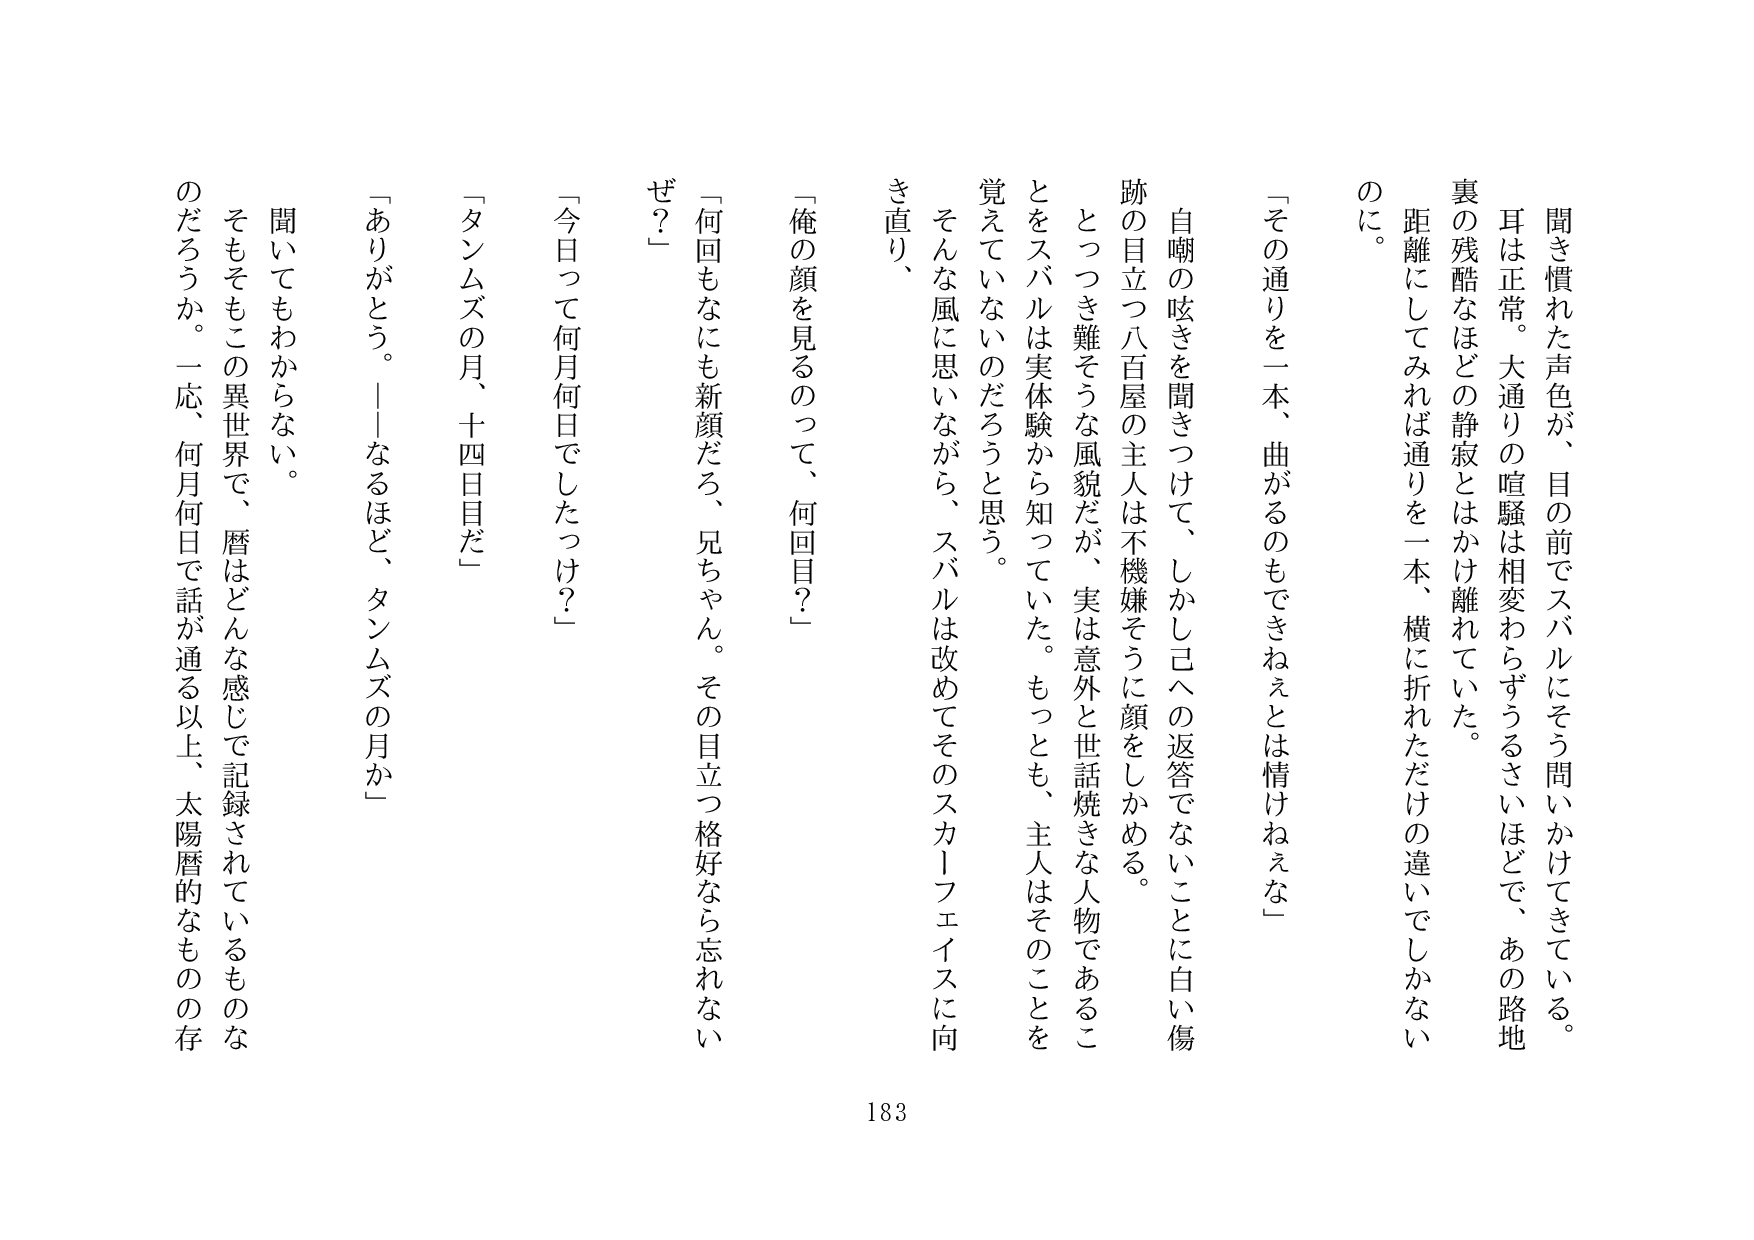 聞き慣れた声色が、目の前でスバルにそう問いかけてきている。
耳は正常。大通りの喧騒は相変わらずうるさいほどで、あの路地
裏の残酷なほどの静寂とはかけ離れていた。
距離にしてみれば通りを一本、横に折れただけの違いでしかない
のに。
「その通りを一本、曲がるのもできねぇとは情けねぇな」
自嘲の呟きを聞きつけて、しかし己への返答でないことに白い傷
跡の目立つ八百屋の主人は不機嫌そうに顔をしかめる。
とっつき難そうな風貌だが、実は意外と世話焼きな人物であるこ
とをスバルは実体験から知っていた。もっとも、主人はそのことを
覚えていないのだろうと思う。
そんな風に思いながら、スバルは改めてそのスカーフェイスに向
き直り、
「俺の顔を見るのって、何回目？」
「何回もなにも新顔だろ、兄ちゃん。その目立つ格好なら忘れない
ぜ？」
「今日って何月何日でしたっけ？」
「タンムズの月、十四日目だ」
「ありがとう。――なるほど、タンムズの月か」
聞いてもわからない。
そもそもこの異世界で、暦はどんな感じで記録されているものな
のだろうか。一応、何月何日で話が通る以上、太陽暦的なものの存
183